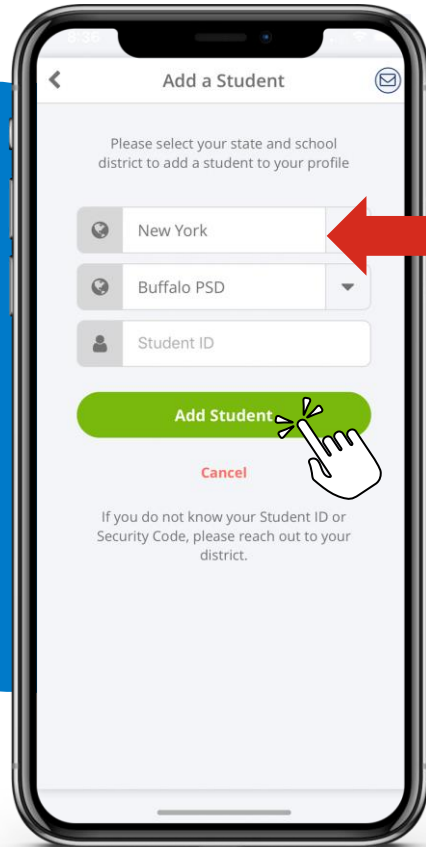 9:36
Add a Student
Please select your state and school
district to add a student to your profile
New York
Buffalo PSD
Student ID
Add Student
Cancel
If you do not know your Student ID or
Security Code, please reach out to your
district.